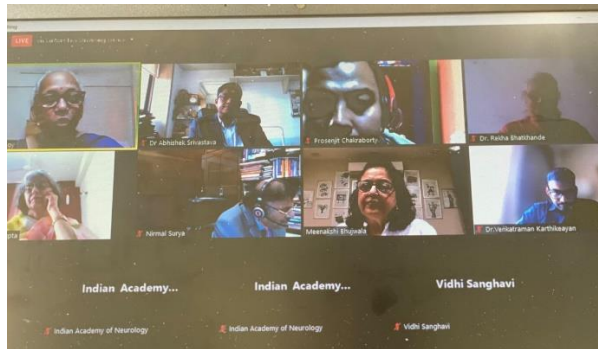 LIVE
Dr Abhishek Srivastava
Prosenjit Chakraborty
Dr. Rekha Bhatkhande
Nirmal Surya
Meenakshi Bhujwala
Dr.Venkatraman Karthikeayan
Indian Academy...
Indian Academy...
Vidhi Sanghavi
Indian Academy of Neurology
Indian Academy of Neurology
Vidhi Sanghavi